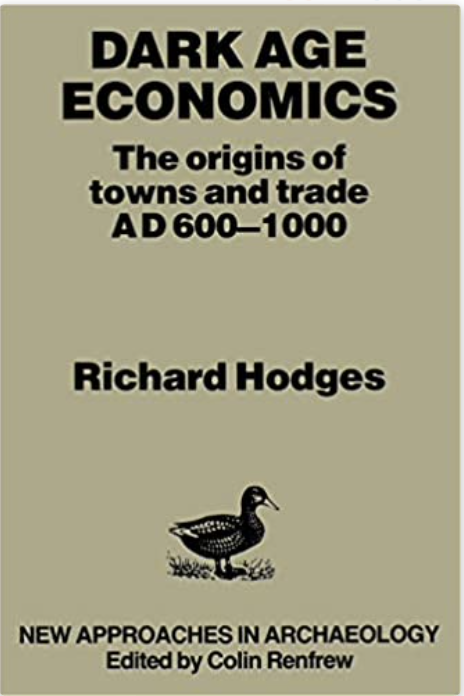 DARK AGE
ECONOMICS
The origins of
towns and trade
AD 600–1000
Richard Hodges
NEW APPROACHES IN ARCHAEOLOGY
Edited by Colin Renfrew